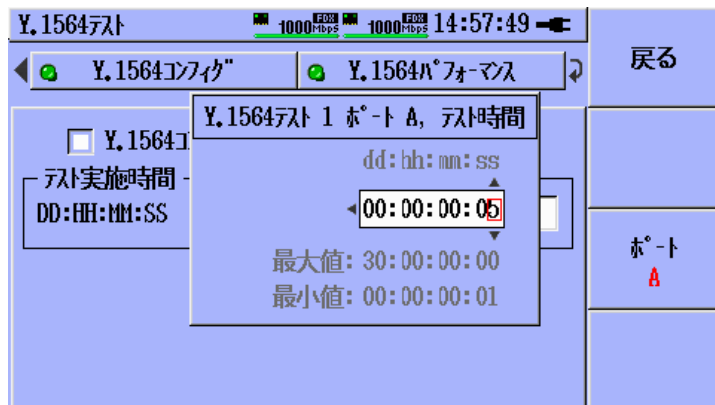 Y.1564ﾃｽﾄ 1000 FDX Mbps 1000 FDX Mbps 14:57:49
戻る
Y.1564ｺﾝﾌｨｸﾞ Y.1564ﾊﾟﾌｫｰﾏﾝｽ
Y.1564ﾃｽﾄ 1 ﾎﾟｰﾄ A, ﾃｽﾄ時間
Y.1564ｺ
dd:hh:mm:ss
ﾃｽﾄ実施時間
DD:HH:MM:SS
00:00:00:05
ﾎﾟｰﾄ
A
最大値: 30:00:00:00
最小値: 00:00:00:01